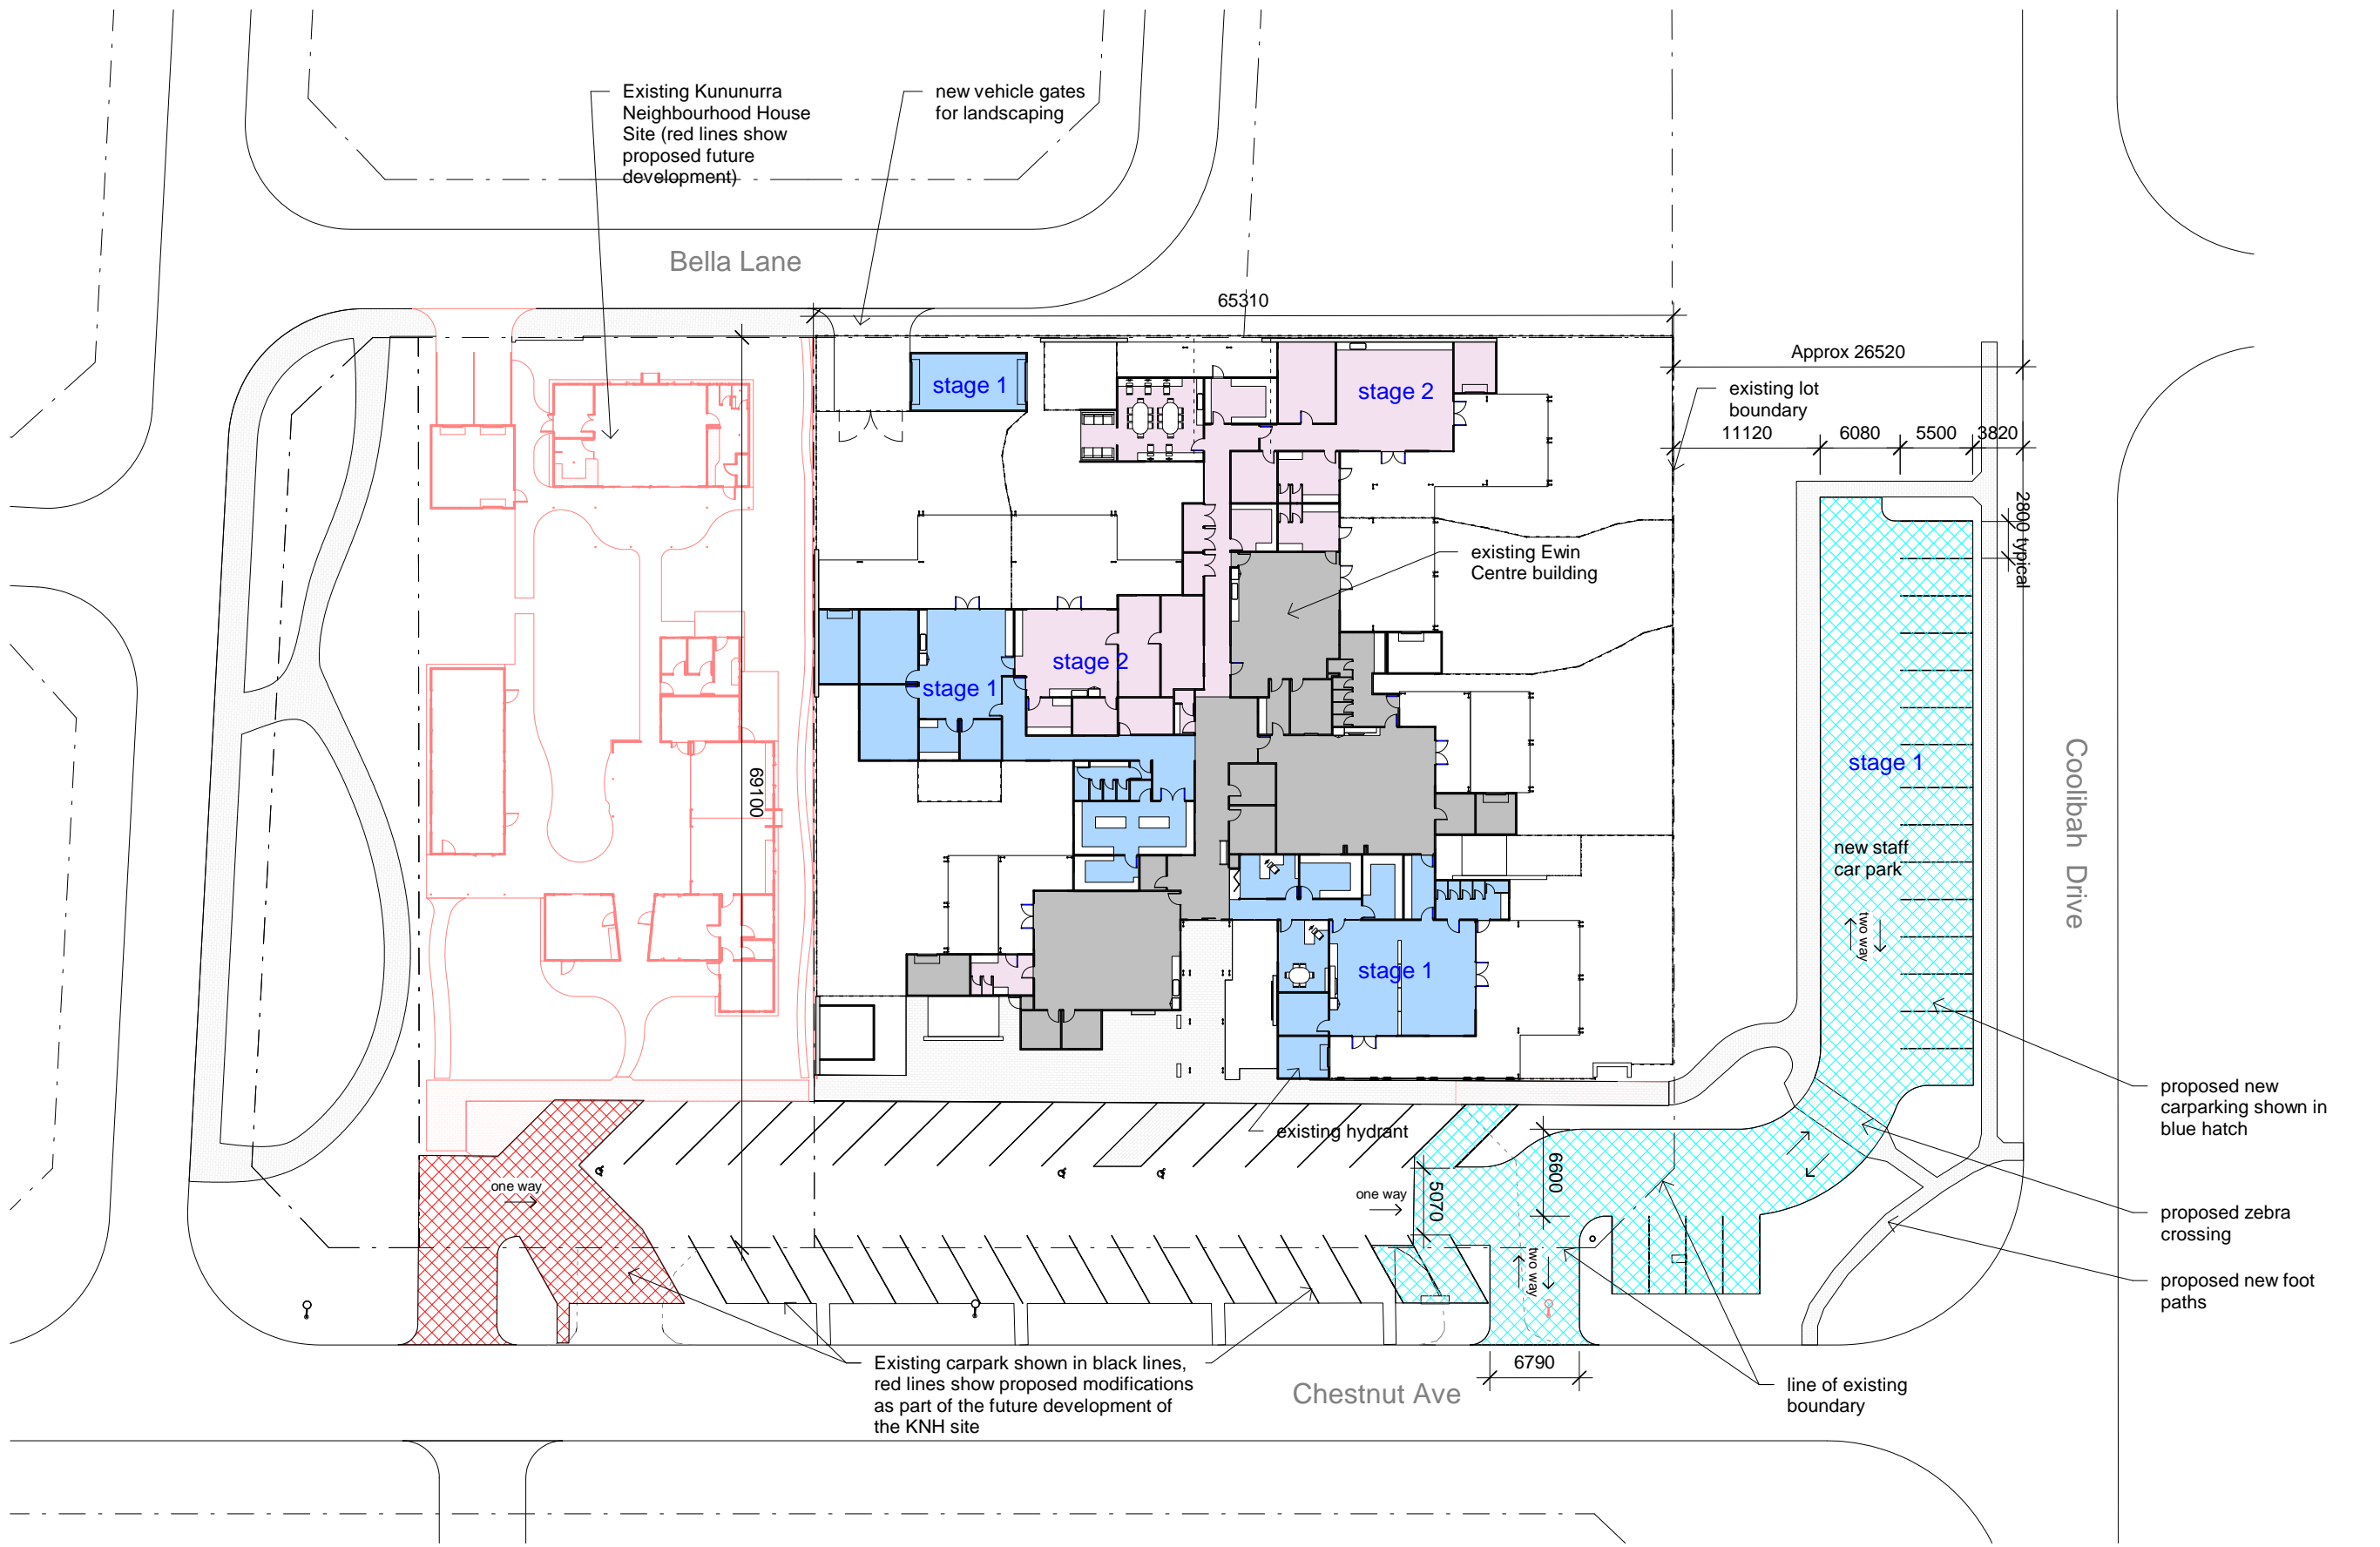 Existing Kununurra
Neighbourhood House
Site (red lines show
proposed future
development)
new vehicle gates
for landscaping
Bella Lane
65310
Approx 26520
existing lot
boundary
11120
6080
5500
3820
2800 typical
stage 1
stage 2
existing Ewin
Centre building
stage 2
stage 1
69100
stage 1
new staff
car park
two way
Coolibah Drive
stage 1
proposed new
carparking shown in
blue hatch
existing hydrant
one way
one way
5070
6600
two way
proposed zebra
crossing
proposed new foot
paths
Existing carpark shown in black lines,
red lines show proposed modifications
as part of the future development of
the KNH site
Chestnut Ave
6790
line of existing
boundary